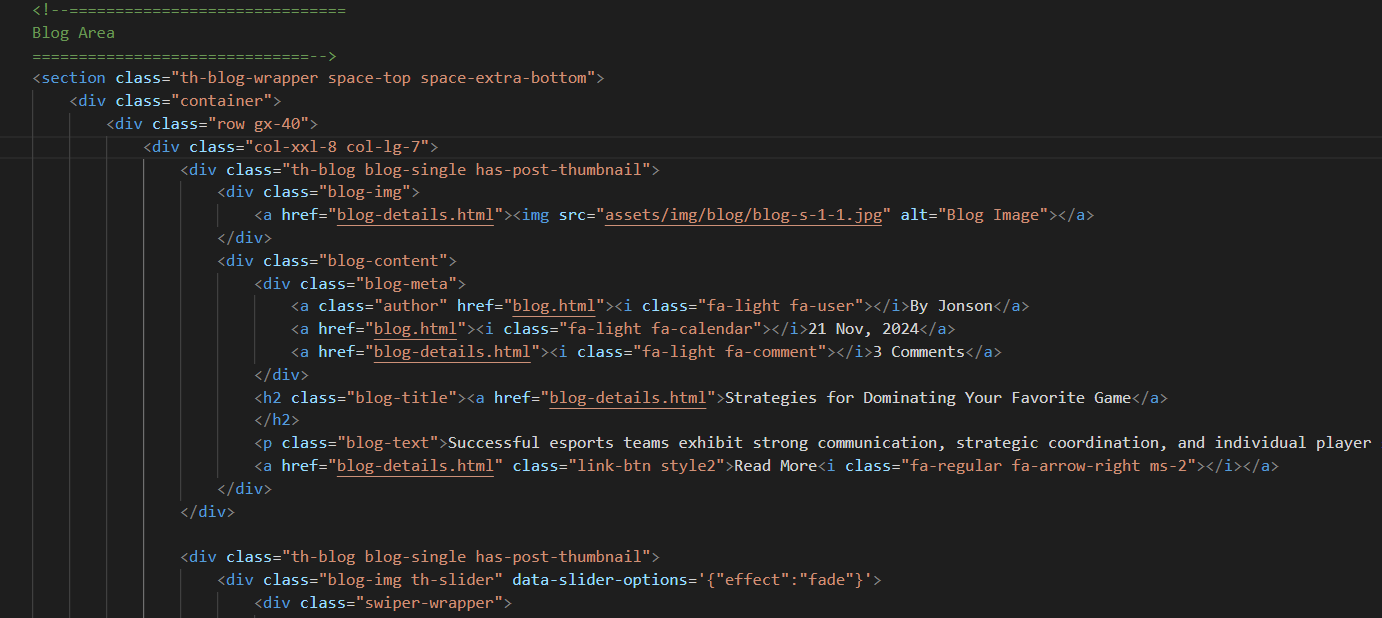 <!--==============================
Blog Area
==============================-->
<section class="th-blog-wrapper space-top space-extra-bottom">
<div class="container">
<div class="row gx-40">
<div class="col-xxl-8 col-lg-7">
<div class="th-blog blog-single has-post-thumbnail">
<div class="blog-img">
<a href="blog-details.html"><img src="assets/img/blog/blog-s-1-1.jpg" alt="Blog Image"></a>
</div>
<div class="blog-content">
<div class="blog-meta">
<a class="author" href="blog.html"><i class="fa-light fa-user"></i>By Jonson</a>
<a href="blog.html"><i class="fa-light fa-calendar"></i>21 Nov, 2024</a>
<a href="blog-details.html"><i class="fa-light fa-comment"></i>3 Comments</a>
</div>
<h2 class="blog-title"><a href="blog-details.html">Strategies for Dominating Your Favorite Game</a>
</h2>
<p class="blog-text">Successful esports teams exhibit strong communication, strategic coordination, and individual player
<a href="blog-details.html" class="link-btn style2">Read More<i class="fa-regular fa-arrow-right ms-2"></i></a>
</div>
</div>
<div class="th-blog blog-single has-post-thumbnail">
<div class="blog-img th-slider" data-slider-options='{"effect":"fade"}'>
<div class="swiper-wrapper">